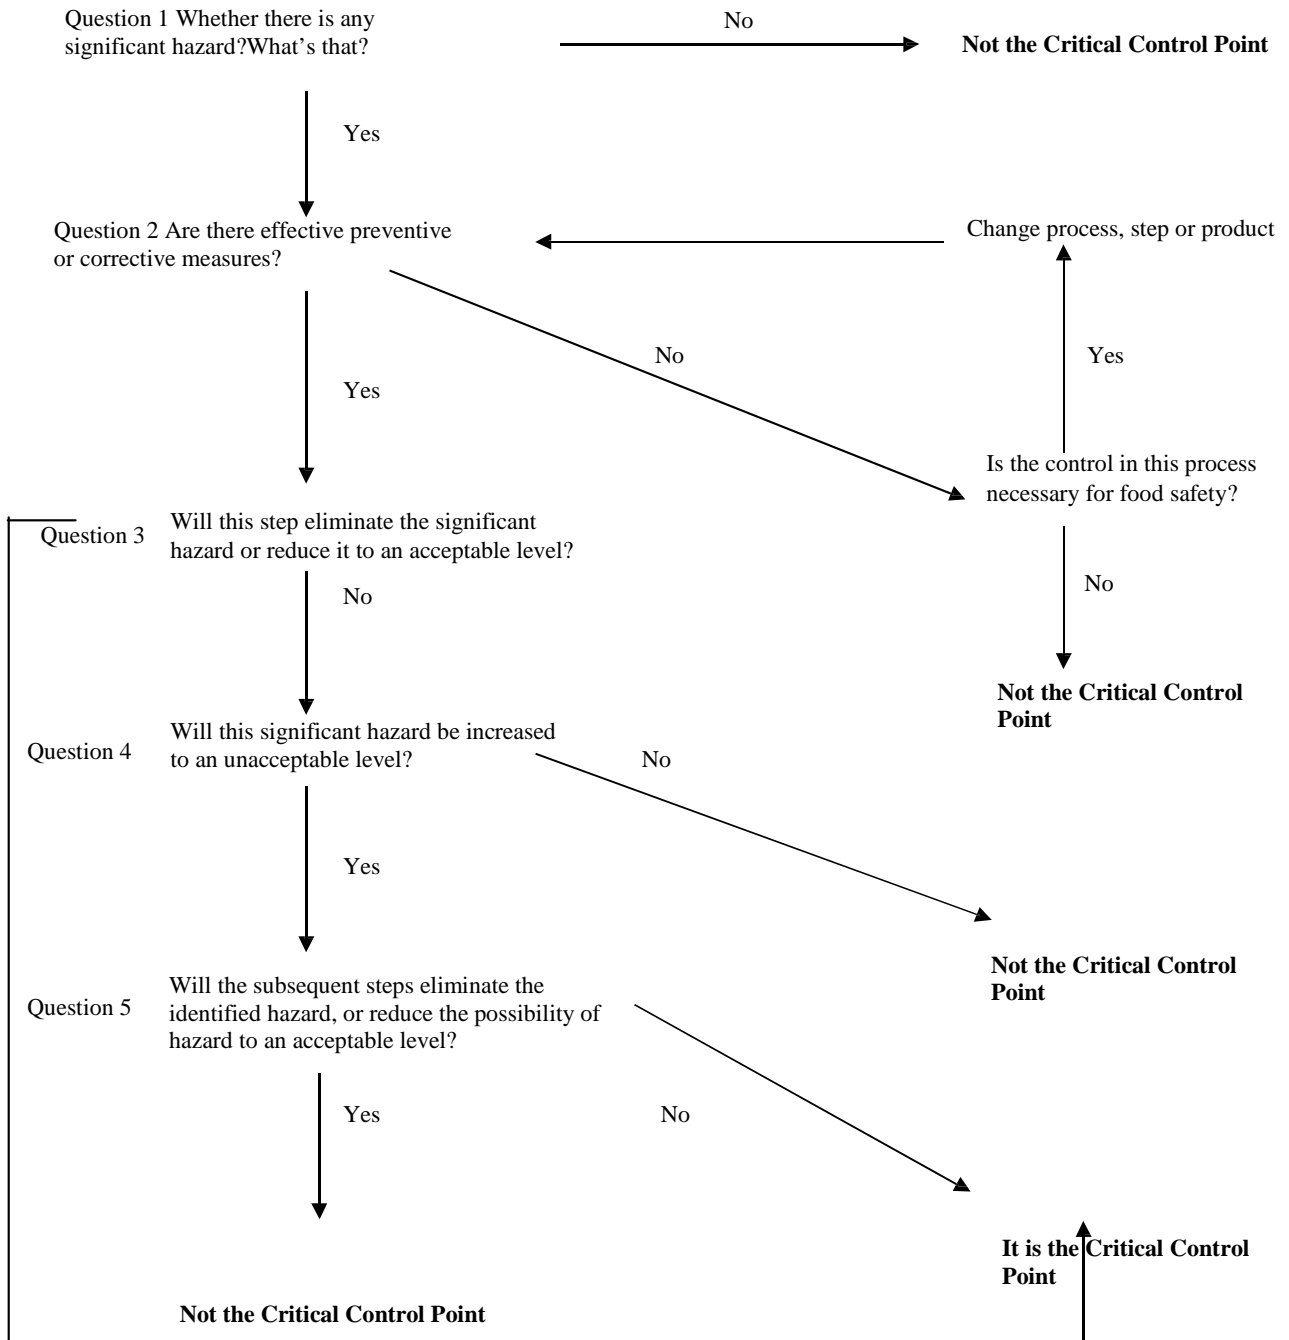 Question 1 Whether there is any
significant hazard?What's that?
No
Not the Critical Control Point
Yes
Question 2 Are there effective preventive
or corrective measures?
Change process, step or product
No
Yes
Yes
Is the control in this process
necessary for food safety?
Question 3
Will this step eliminate the significant
hazard or reduce it to an acceptable level?
No
No
Not the Critical Control
Point
Question 4
Will this significant hazard be increased
to an unacceptable level?
No
Yes
Not the Critical Control
Point
Question 5
Will the subsequent steps eliminate the
identified hazard, or reduce the possibility of
hazard to an acceptable level?
Yes
No
It is the Critical Control
Point
Not the Critical Control Point